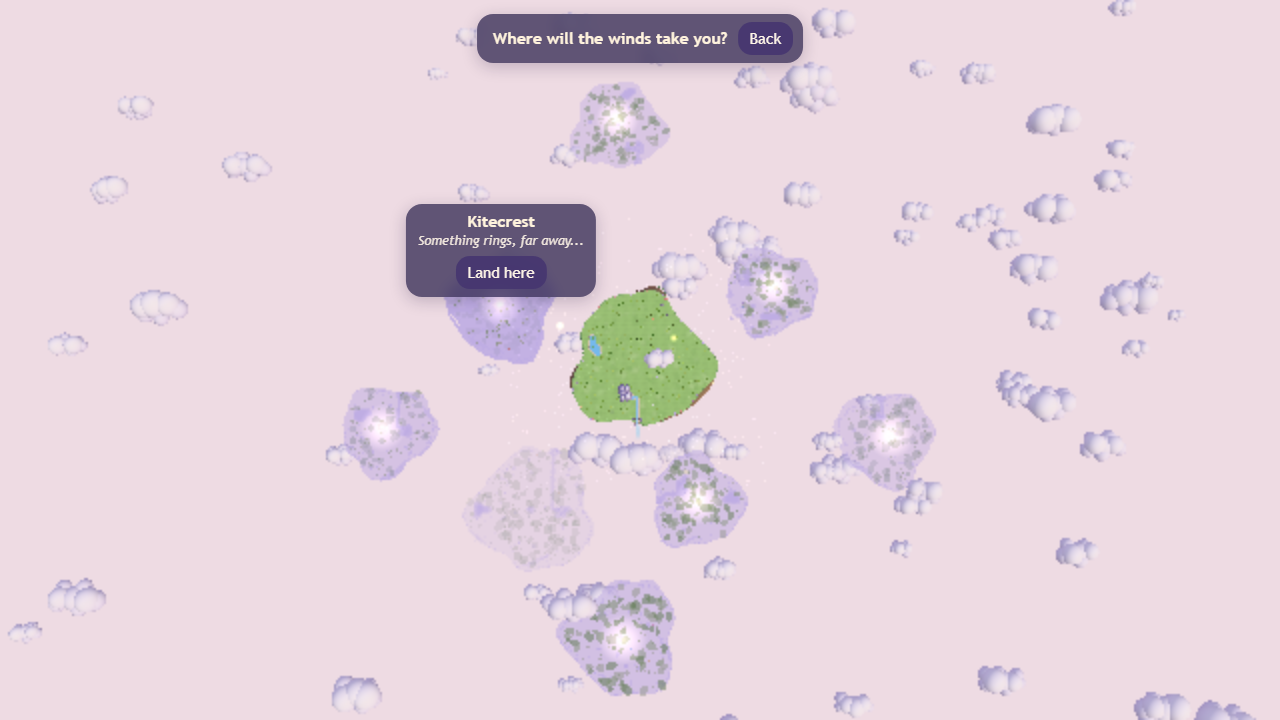 Where will the winds take you?
Back
Kitecrest
Something rings, far away...
Land here